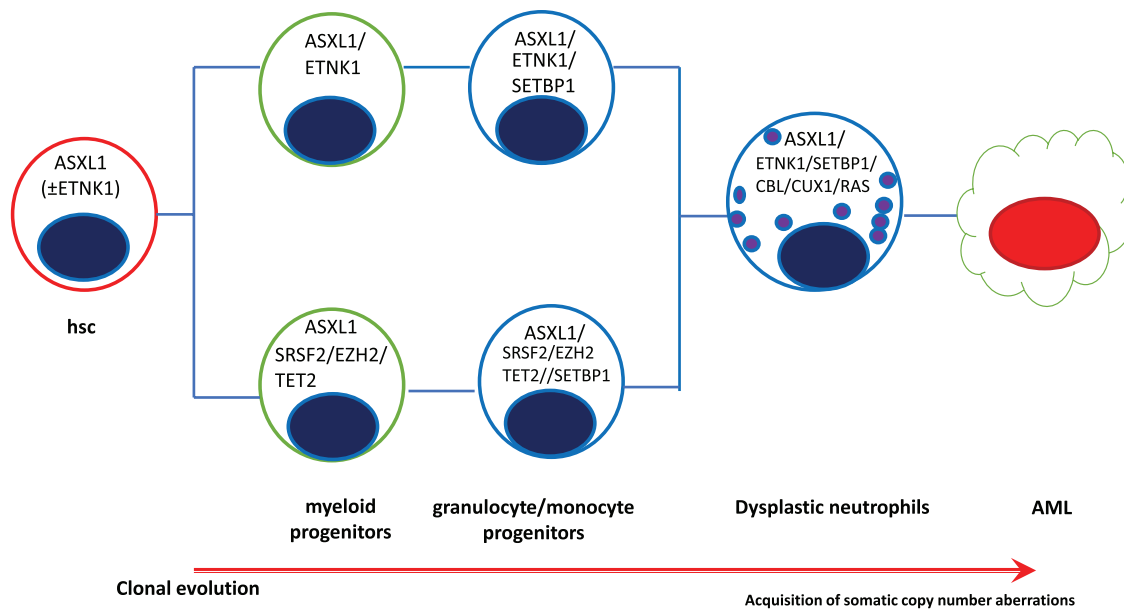 ASXL1
(±ETNK1)
hsc
ASXL1/
ETNK1
ASXL1/
ETNK1/
SETBP1
ASXL1
SRSF2/EZH2/
TET2
ASXL1/
SRSF2/EZH2
TET2//SETBP1
ASXL1/
ETNK1/SETBP1/
CBL/CUX1/RAS
myeloid
progenitors
granulocyte/monocyte
progenitors
Dysplastic neutrophils
AML
Clonal evolution
Acquisition of somatic copy number aberrations